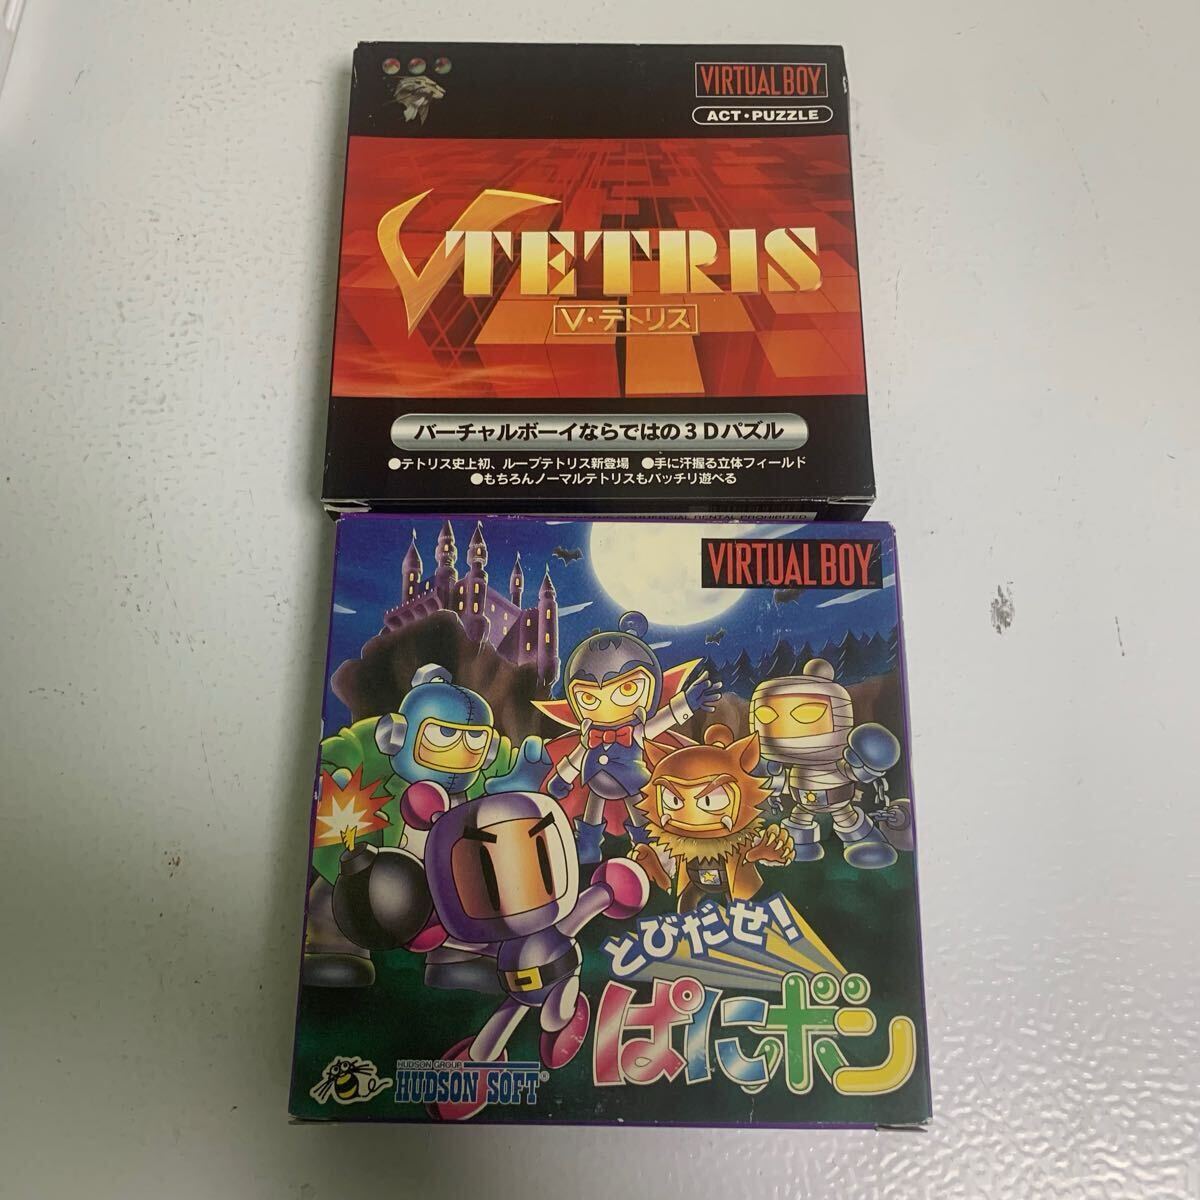 VIRTUAL BOY
ACT・PUZZLE
V TETRIS
V・テトリス
バーチャルボーイならではの3Dパズル
●テトリス史上初、ループテトリス新登場 ●手に汗握る立体フィールド
●もちろんノーマルテトリスもバッチリ遊べる
COMMERCIAL RENTAL PROHIBITED
VIRTUAL BOY
とびだせ!
ぱにボン
HUDSON GROUP
HUDSON SOFT®